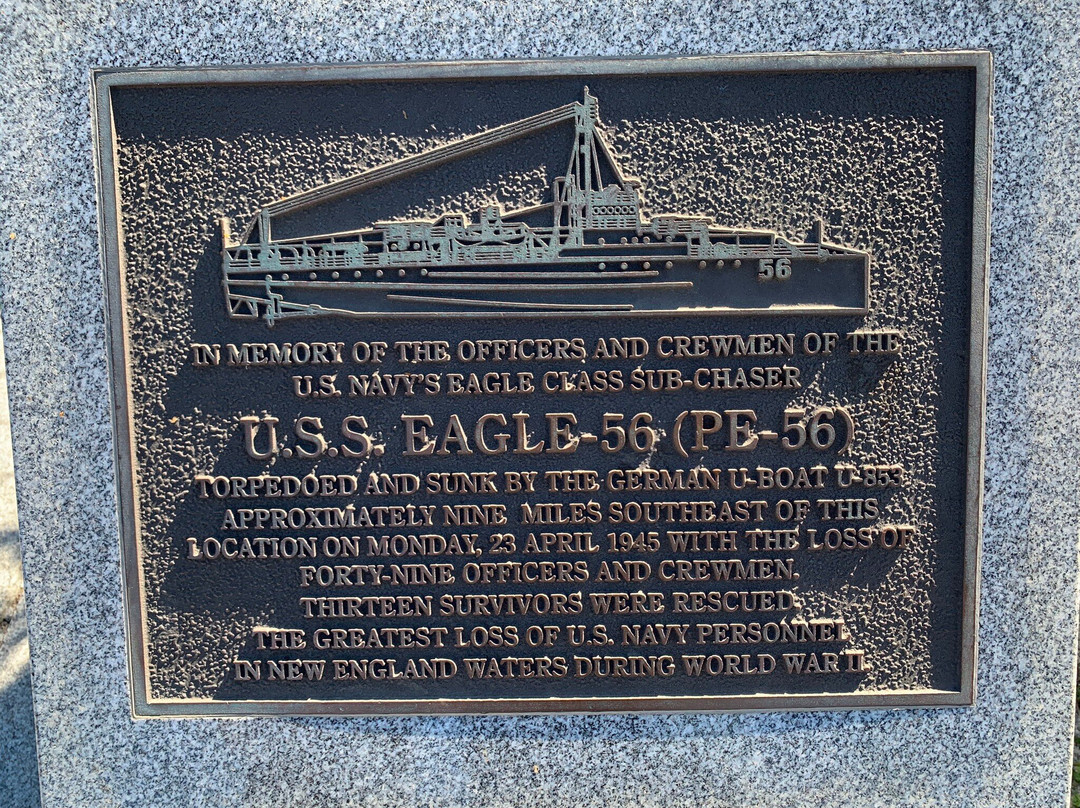 56
IN MEMORY OF THE OFFICERS AND CREWMEN OF THE
U.S. NAVY'S EAGLE CLASS SUB-CHASER
U.S.S. EAGLE-56 (PE-56)
TORPEDOED AND SUNK BY THE GERMAN U-BOAT U-853
APPROXIMATELY NINE MILES SOUTHEAST OF THIS
LOCATION ON MONDAY, 23 APRIL 1945 WITH THE LOSS OF
FORTY-NINE OFFICERS AND CREWMEN.
THIRTEEN SURVIVORS WERE RESCUED.
THE GREATEST LOSS OF U.S. NAVY PERSONNEL
IN NEW ENGLAND WATERS DURING WORLD WAR II.